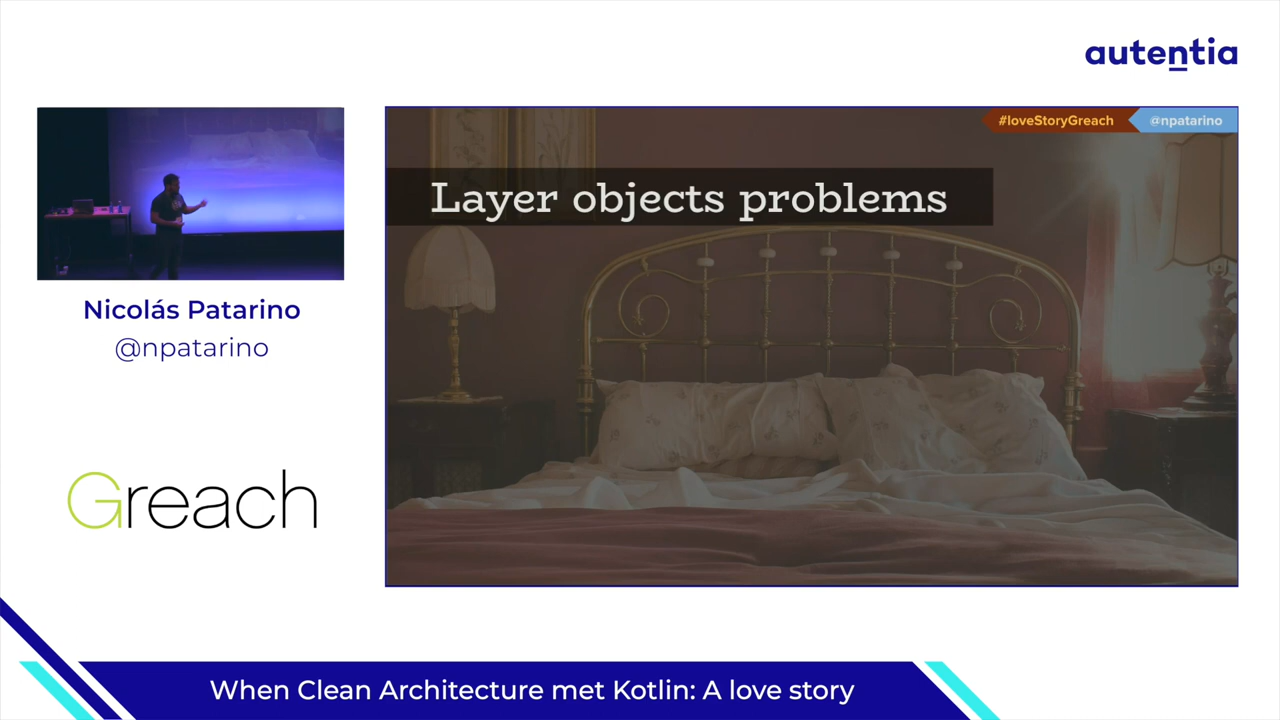 autentia
#loveStoryGreach
@npatarino
Layer objects problems
Nicolás Patarino
@npatarino
Greach
When Clean Architecture met Kotlin: A love story